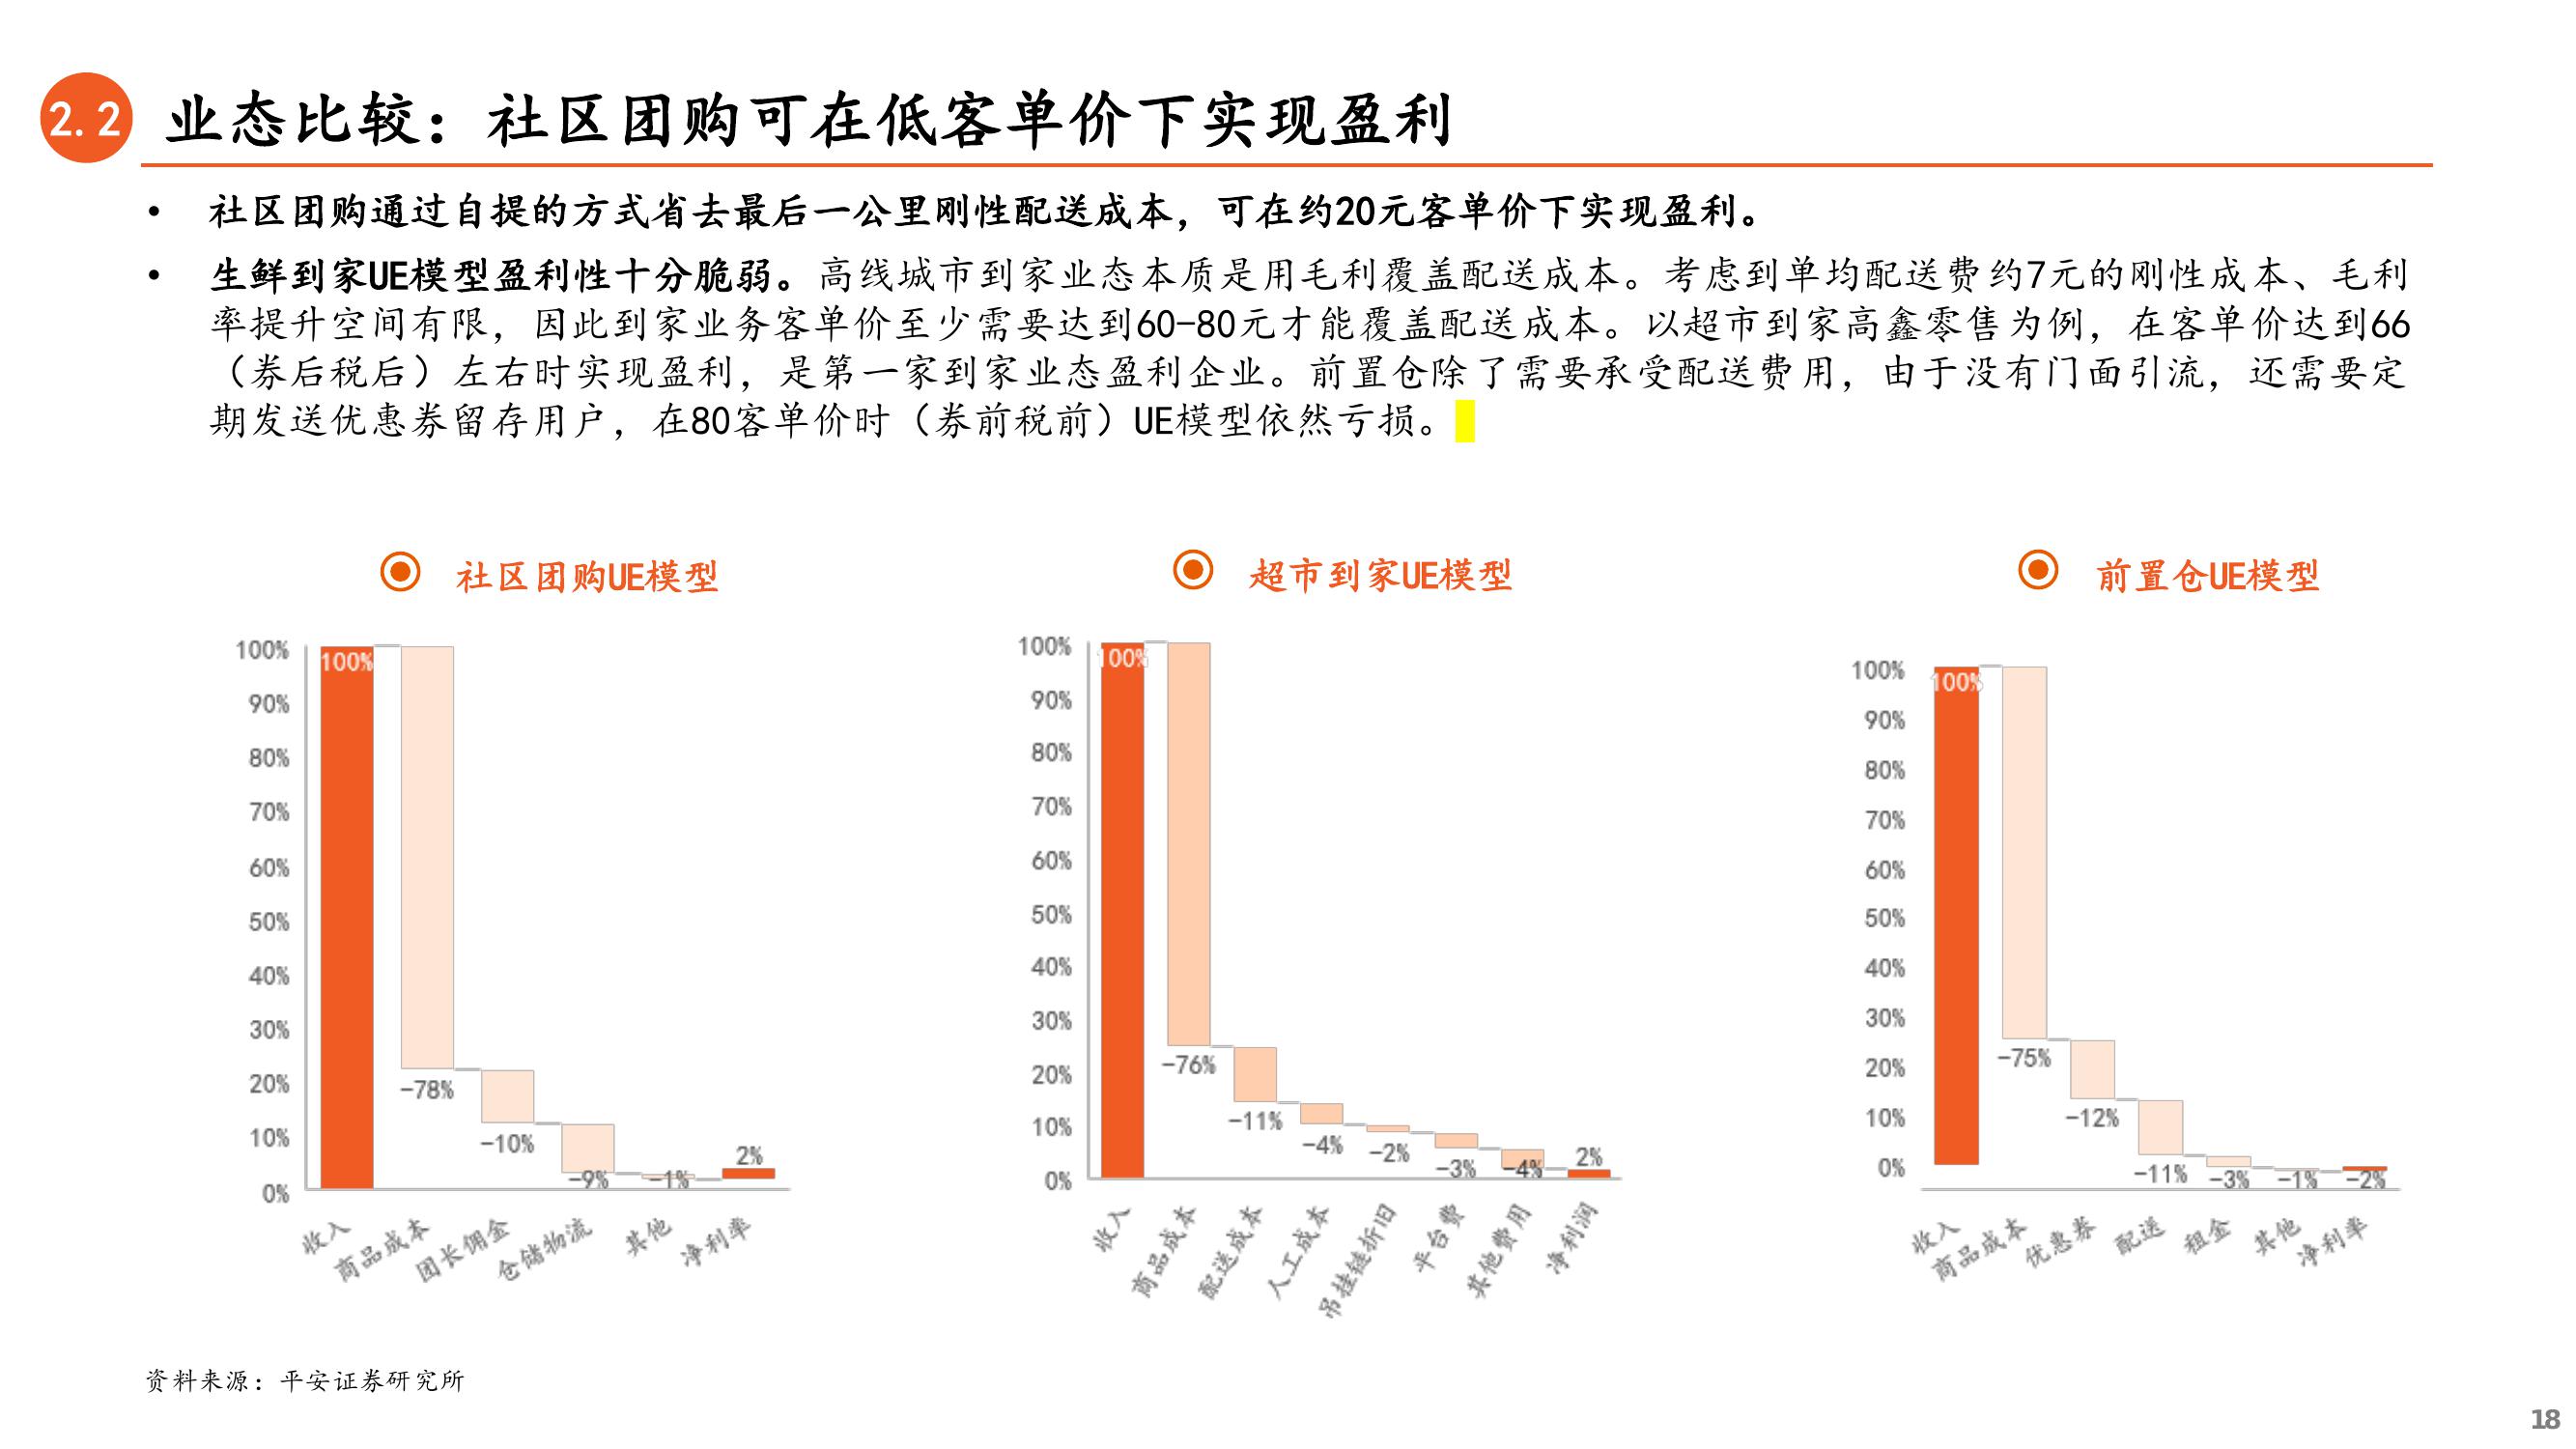 2.2 业态比较：社区团购可在低客单价下实现盈利
• 社区团购通过自提的方式省去最后一公里刚性配送成本，可在约20元客单价下实现盈利。
• 生鲜到家UE模型盈利性十分脆弱。高线城市到家业态本质是用毛利覆盖配送成本。考虑到单均配送费约7元的刚性成本、毛利
率提升空间有限，因此到家业务客单价至少需要达到60-80元才能覆盖配送成本。以超市到家高鑫零售为例，在客单价达到66
（券后税后）左右时实现盈利，是第一家到家业态盈利企业。前置仓除了需要承受配送费用，由于没有门面引流，还需要定
期发送优惠券留存用户，在80客单价时（券前税前）UE模型依然亏损。
社区团购UE模型
100%
90%
80%
70%
60%
50%
40%
30%
20%
10%
0%
100%
-78%
-10%
-9%
-1%
2%
收入
商品成本
团长佣金
仓储物流
其他
净利率
超市到家UE模型
100%
90%
80%
70%
60%
50%
40%
30%
20%
10%
0%
100%
-76%
-11%
-4%
-2%
-3%
-4%
2%
收入
商品成本
配送成本
人工成本
吊挂链折旧
平台费
其他费用
净利润
前置仓UE模型
100%
90%
80%
70%
60%
50%
40%
30%
20%
10%
0%
100%
-75%
-12%
-11%
-3%
-1%
-2%
收入
商品成本
优惠券
配送
租金
其他
净利率
资料来源：平安证券研究所
18